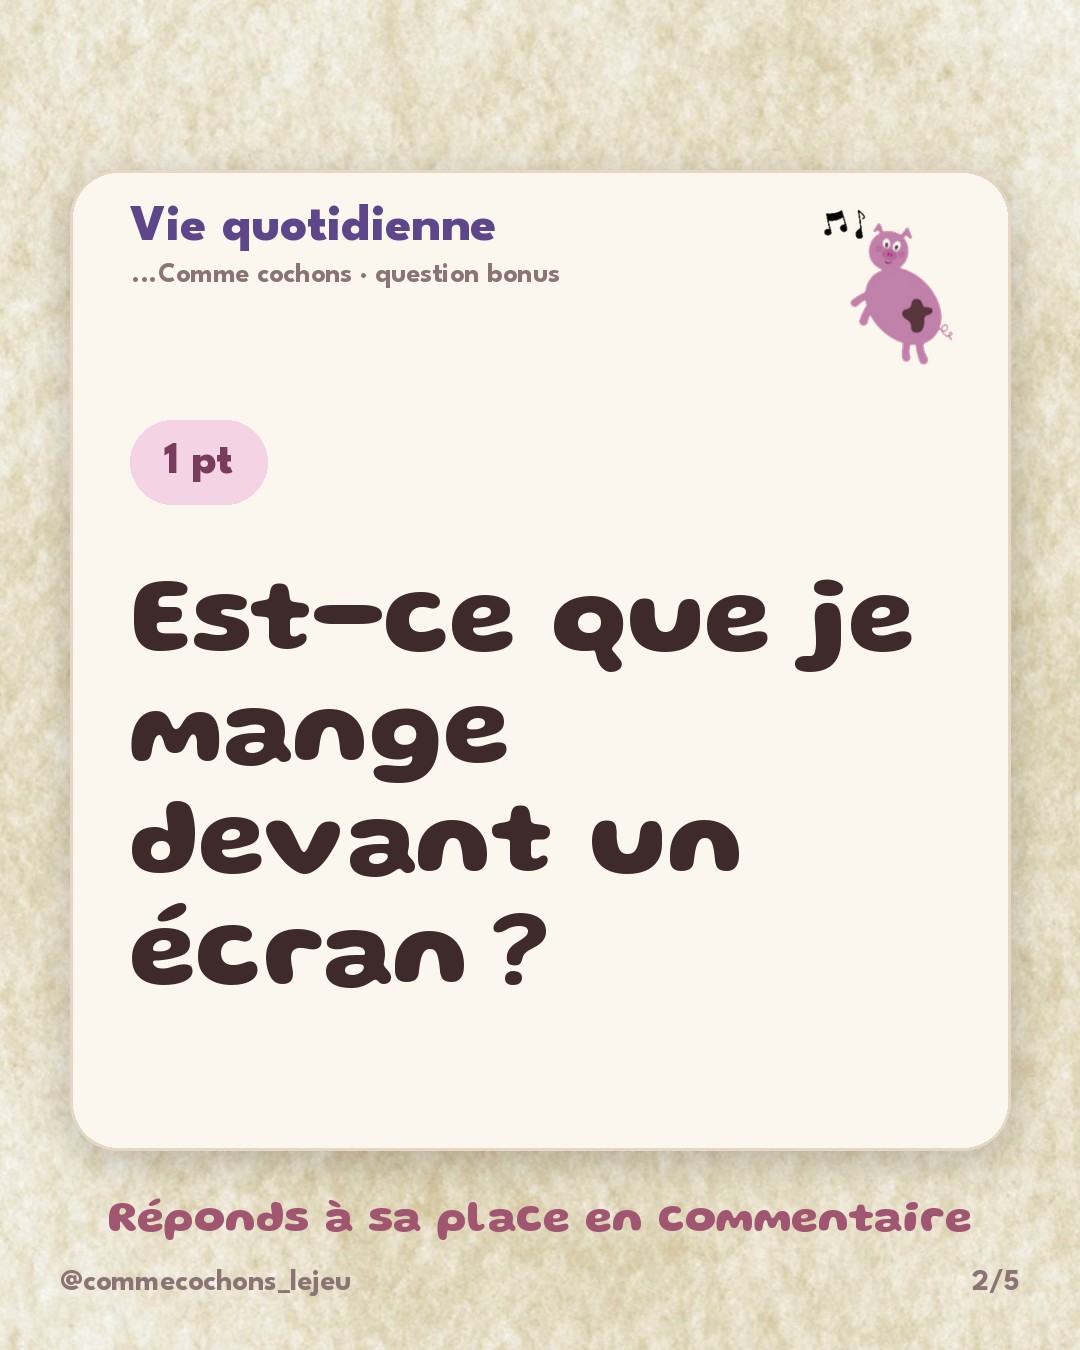 Vie quotidienne
...Comme cochons · question bonus
1 pt
Est-ce que je
mange
devant un
écran ?
Réponds à sa place en commentaire
@commecochons_lejeu
2/5